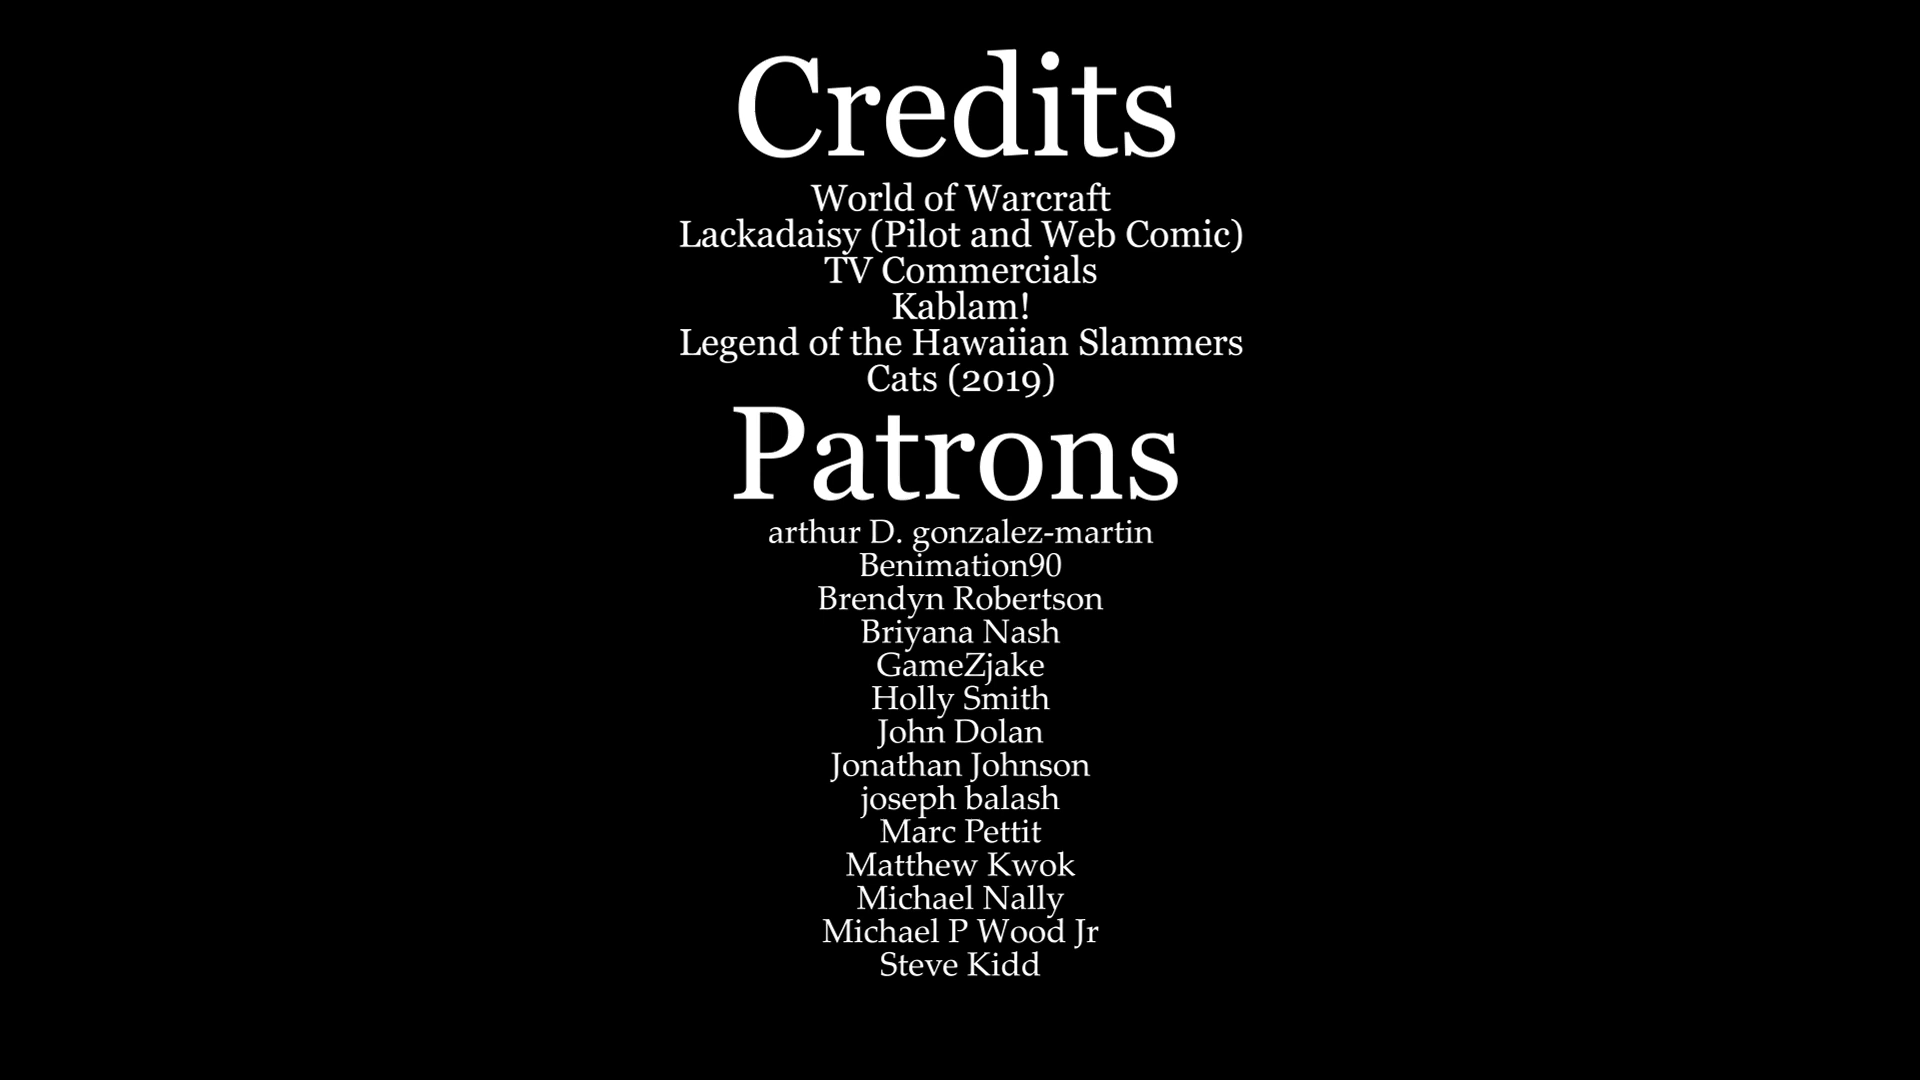 Credits
World of Warcraft
Lackadaisy (Pilot and Web Comic)
TV Commercials
Kablam!
Legend of the Hawaiian Slammers
Cats (2019)
Patrons
arthur D. gonzalez-martin
Benimation90
Brendyn Robertson
Briyana Nash
GameZjake
Holly Smith
John Dolan
Jonathan Johnson
joseph balash
Marc Pettit
Matthew Kwok
Michael Nally
Michael P Wood Jr
Steve Kidd